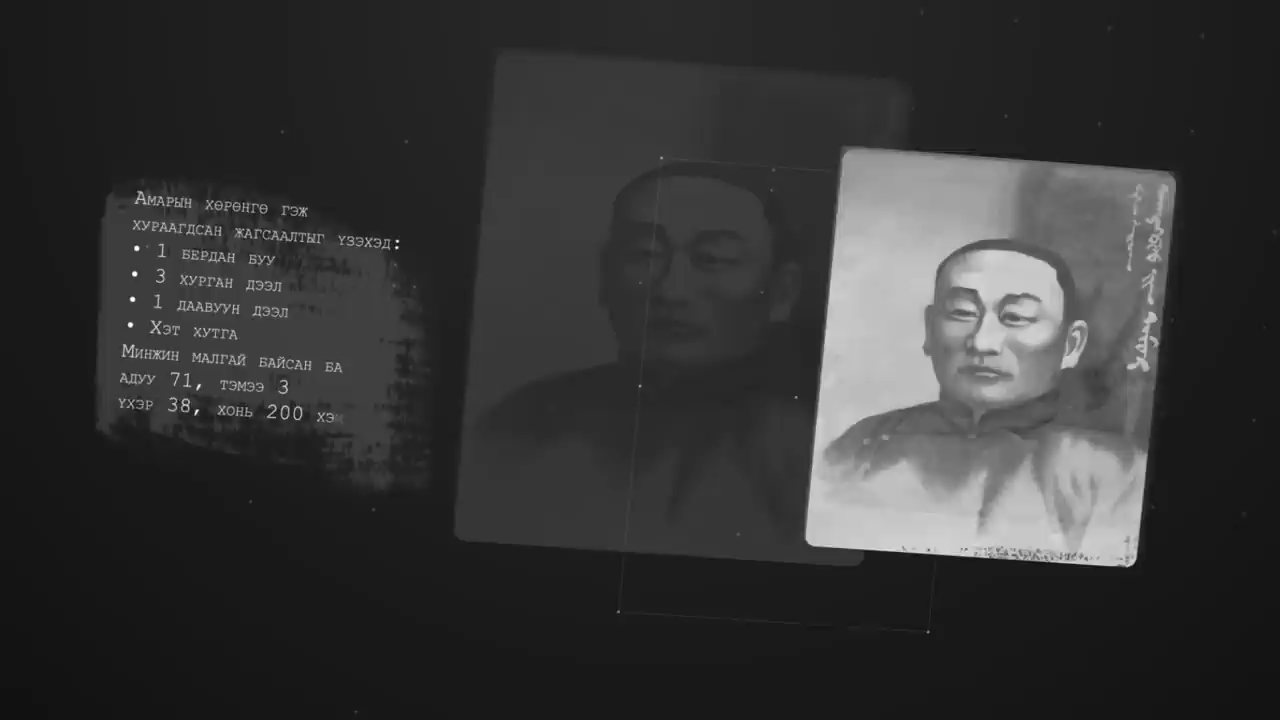 Амарын хөрөнгө гэж
хураагдсан жагсаалтыг үзэхэд:
• 1 бердан буу
• 3 хурган дээл
• 1 даавуун дээл
• Хэт хутга
Минжин малгай байсан ба
адуу 71, тэмээ 3
үхэр 38, хонь 200 хэ